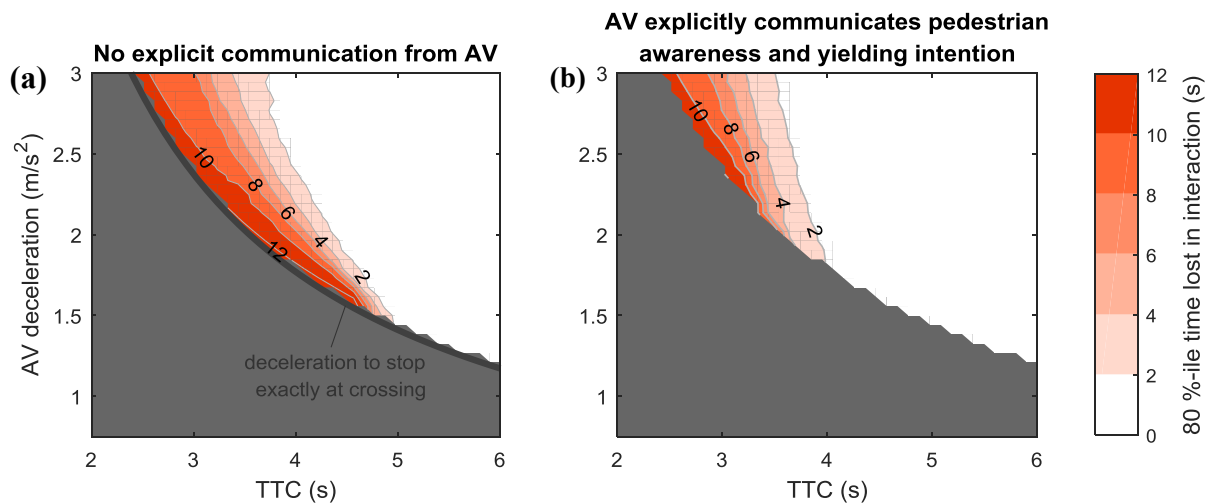 AV explicitly communicates pedestrian
awareness and yielding intention
No explicit communication from AV
(a)
(b)
AV deceleration (m/s²)
3
2.5
2
1.5
1
10
8
6
4
2
12
deceleration to stop
exactly at crossing
2 3 4 5 6
TTC (s)
3
2.5
2
1.5
1
10
8
6
4
2
2 3 4 5 6
TTC (s)
12
10
8
6
4
2
0
80 %-ile time lost in interaction (s)